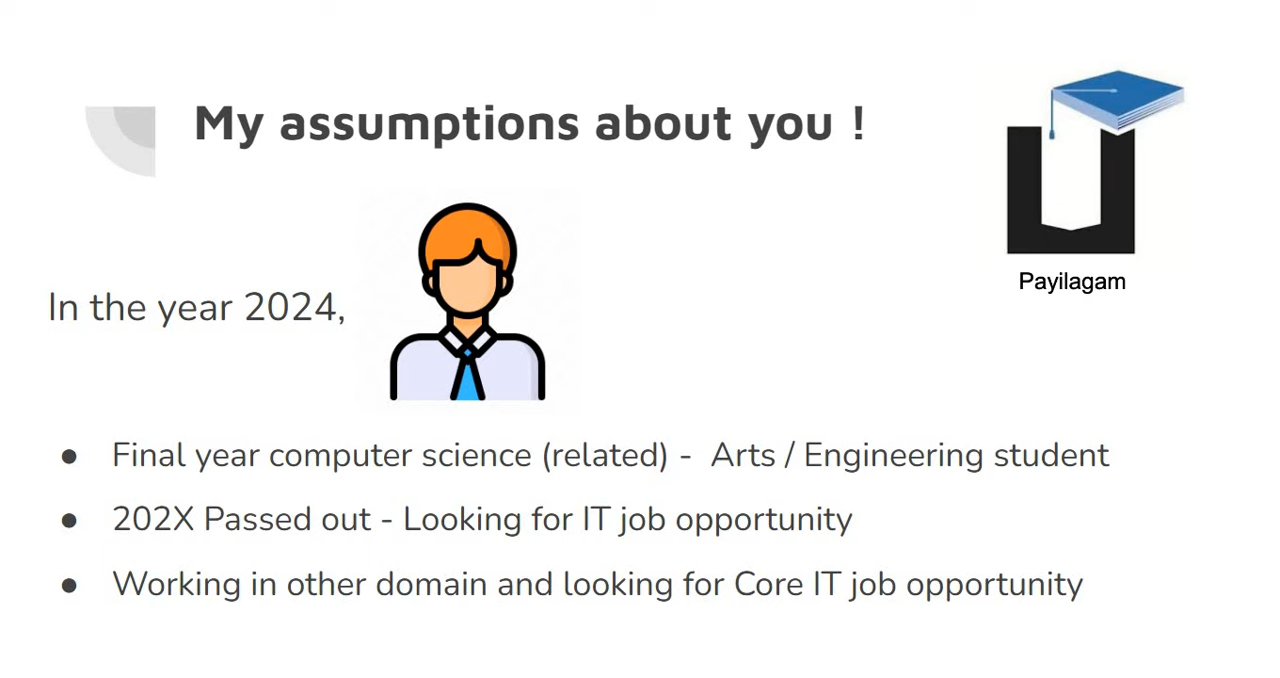 My assumptions about you !
Payilagam
In the year 2024,
● Final year computer science (related) - Arts / Engineering student
● 202X Passed out - Looking for IT job opportunity
● Working in other domain and looking for Core IT job opportunity